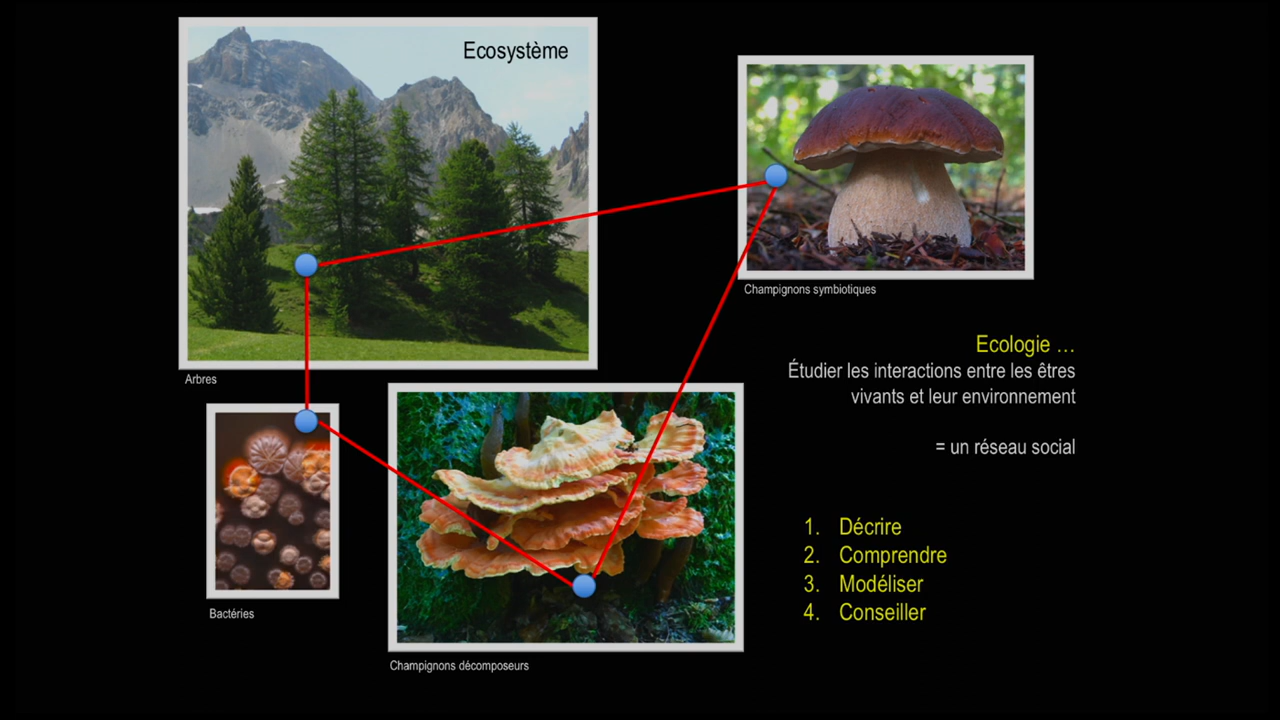 Ecosystème
Champignons symbiotiques
Arbres
Ecologie …
Étudier les interactions entre les êtres
vivants et leur environnement
= un réseau social
1. Décrire
2. Comprendre
3. Modéliser
4. Conseiller
Bactéries
Champignons décomposeurs